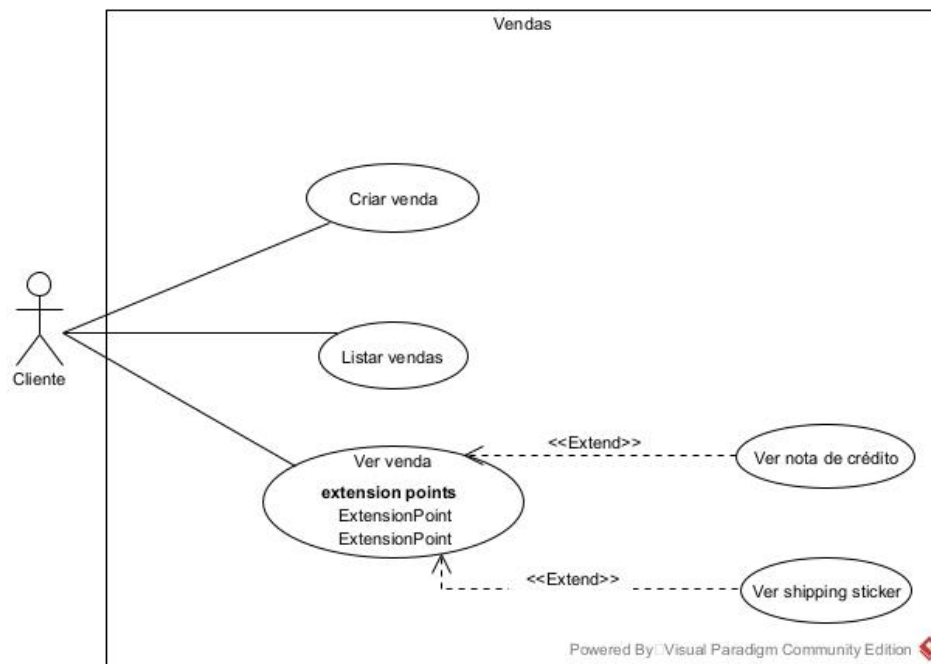 Vendas
Criar venda
Cliente
Listar vendas
Ver venda
extension points
ExtensionPoint
ExtensionPoint
<<Extend>>
Ver nota de crédito
<<Extend>>
Ver shipping sticker
Powered By Visual Paradigm Community Edition